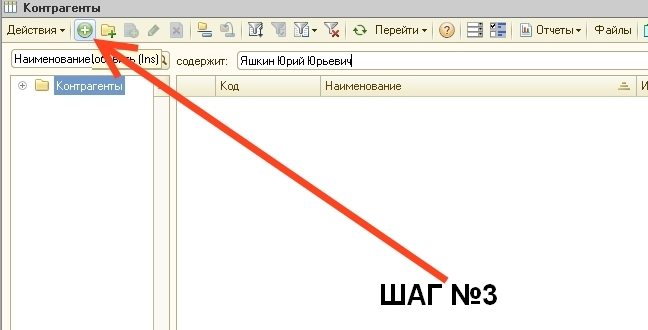 Контрагенты
Действия Перейти Отчеты Файлы
Наименование обавить (Ins) содержит: Яшкин Юрий Юрьевич
Контрагенты Код Наименование И
ШАГ №3